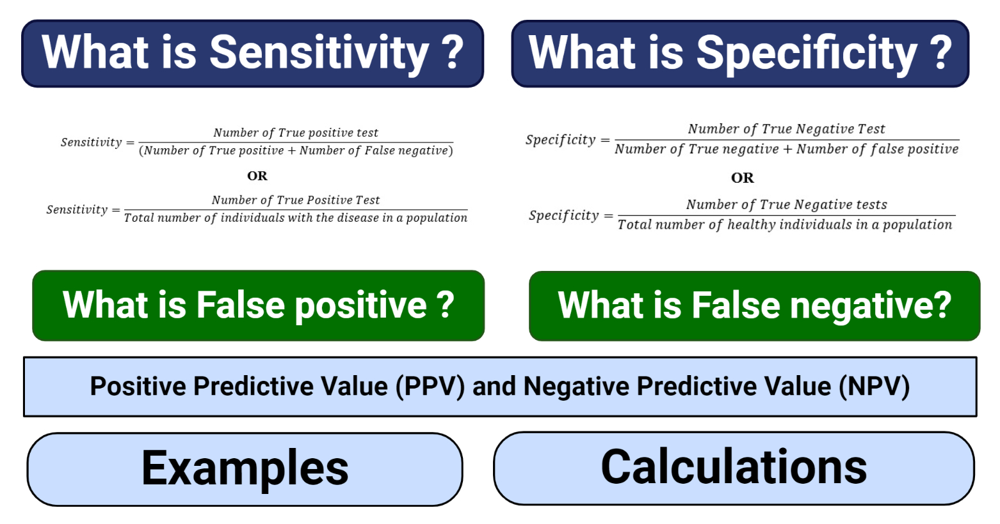 What is Sensitivity ?
What is Specificity ?
Sensitivity = Number of True positive test / (Number of True positive + Number of False negative)
OR
Sensitivity = Number of True Positive Test / Total number of individuals with the disease in a population
Specificity = Number of True Negative Test / Number of True negative + Number of false positive
OR
Specificity = Number of True Negative tests / Total number of healthy individuals in a population
What is False positive ?
What is False negative?
Positive Predictive Value (PPV) and Negative Predictive Value (NPV)
Examples
Calculations